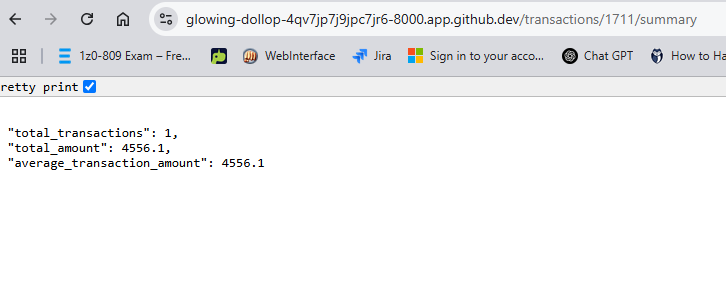 glowing-dollop-4qv7jp7j9jpc7jr6-8000.app.github.dev/transactions/1711/summary
1z0-809 Exam – Fre... WebInterface Jira Sign in to your acco... Chat GPT How to Ha
retty print
"total_transactions": 1,
"total_amount": 4556.1,
"average_transaction_amount": 4556.1